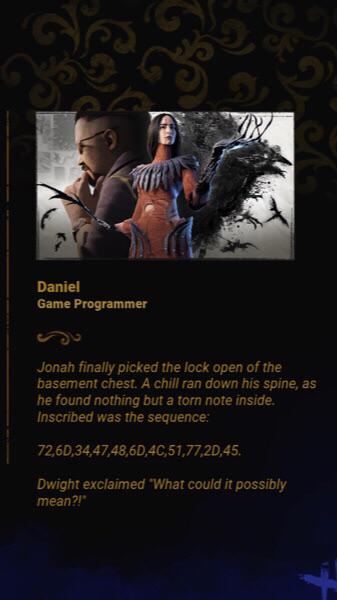 Daniel
Game Programmer
Jonah finally picked the lock open of the
basement chest. A chill ran down his spine, as
he found nothing but a torn note inside.
Inscribed was the sequence:
72,6D,34,47,48,6D,4C,51,77,2D,45.
Dwight exclaimed "What could it possibly
mean?!"